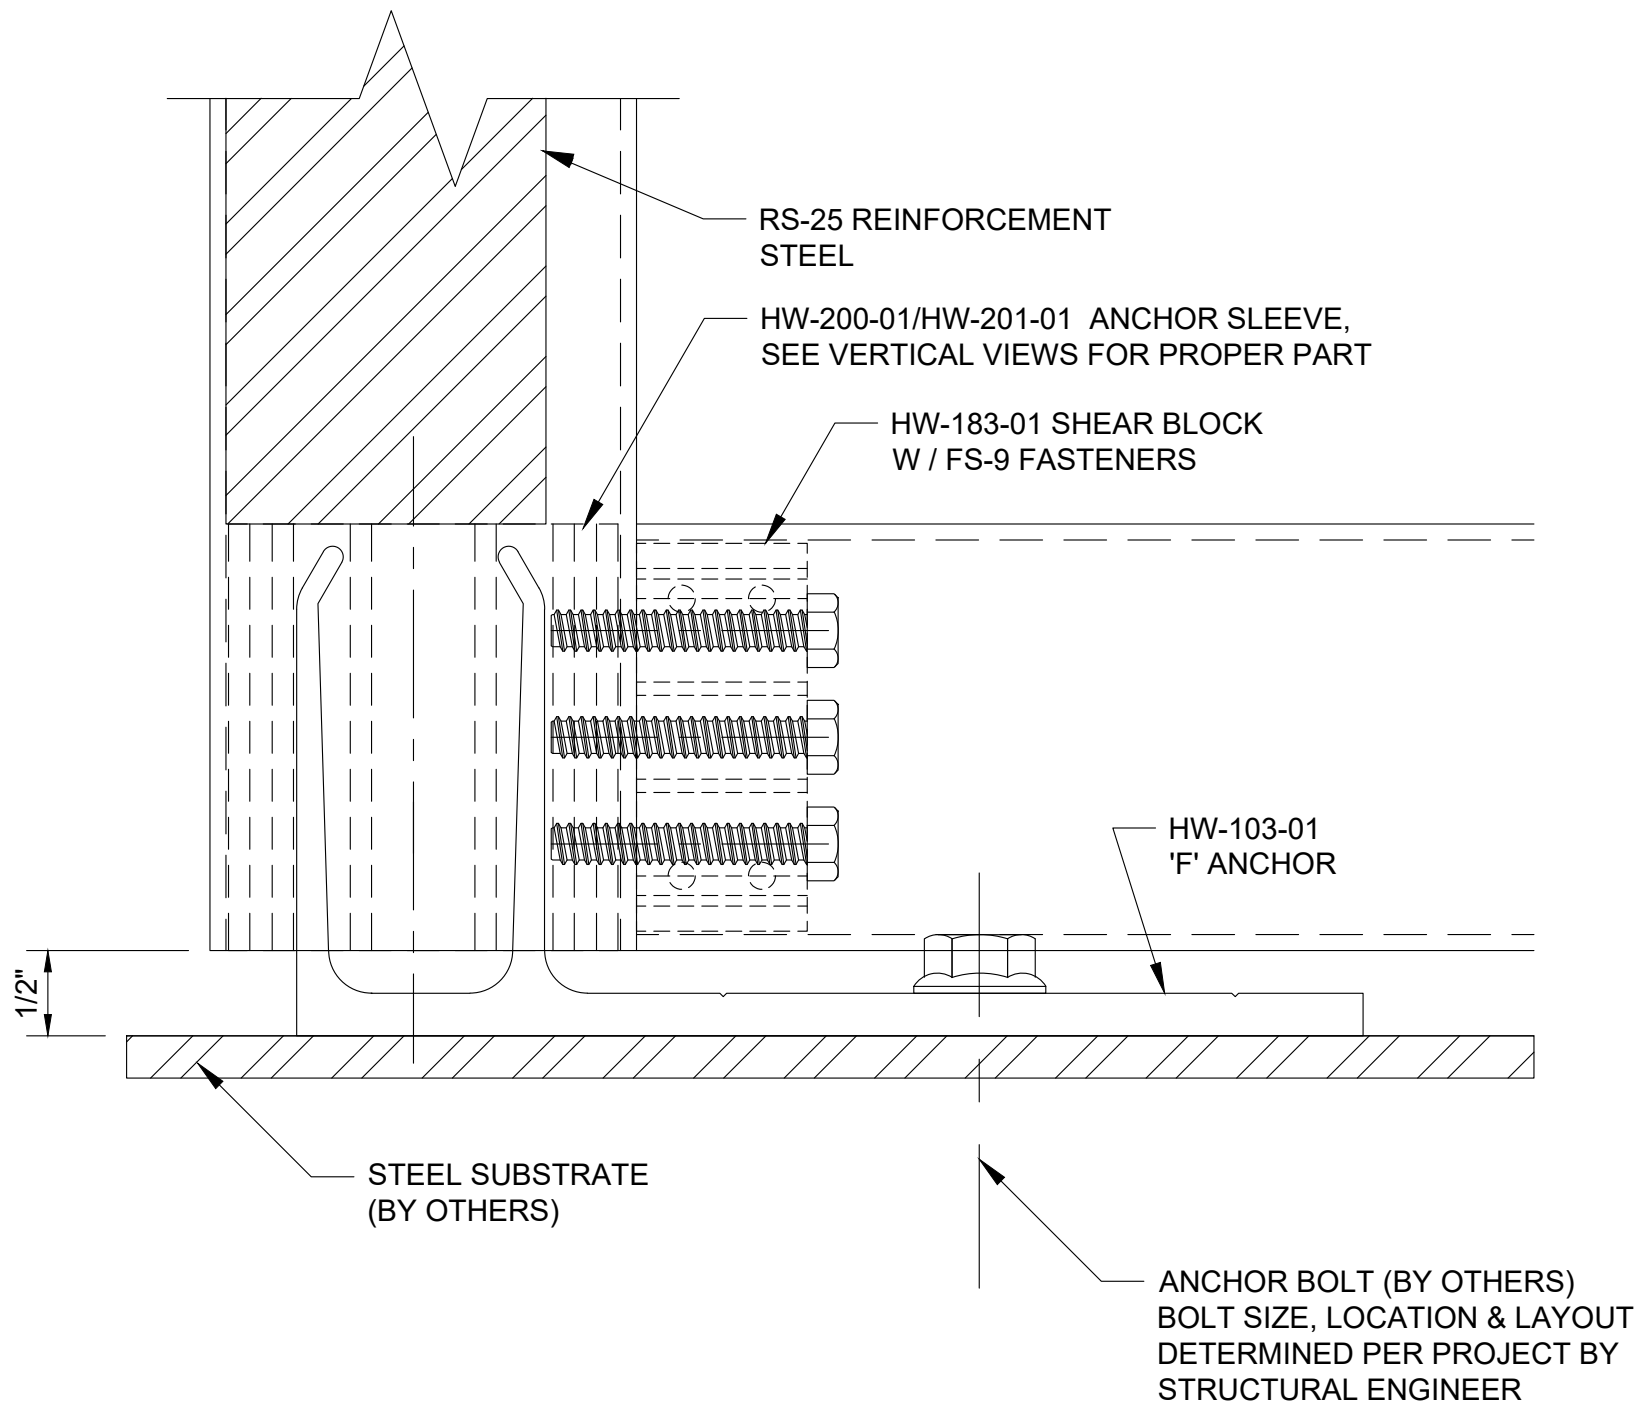 RS-25 REINFORCEMENT
STEEL
HW-200-01/HW-201-01 ANCHOR SLEEVE,
SEE VERTICAL VIEWS FOR PROPER PART
HW-183-01 SHEAR BLOCK
W / FS-9 FASTENERS
HW-103-01
'F' ANCHOR
1/2"
STEEL SUBSTRATE
(BY OTHERS)
ANCHOR BOLT (BY OTHERS)
BOLT SIZE, LOCATION & LAYOUT
DETERMINED PER PROJECT BY
STRUCTURAL ENGINEER